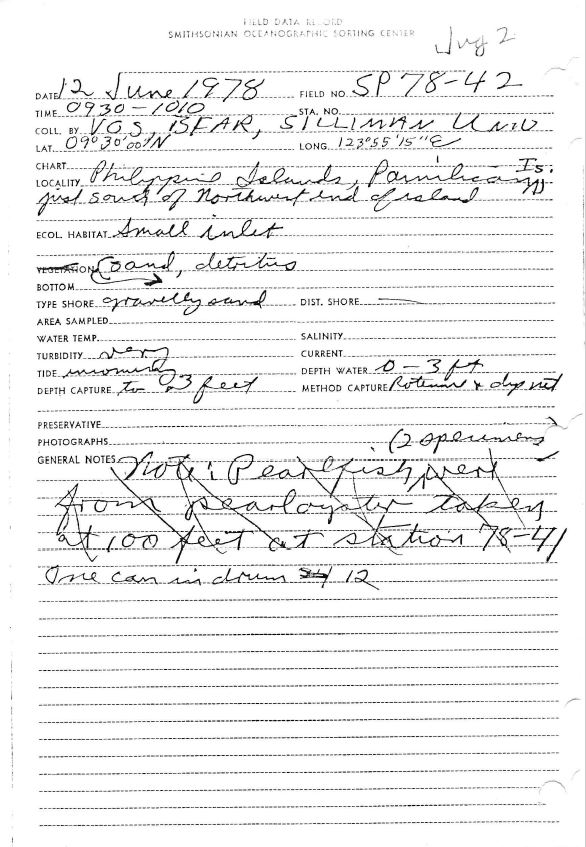 FIELD DATA RECORD
SMITHSONIAN OCEANOGRAPHIC SORTING CENTER
Jug 2
DATE 12 June 1978 FIELD NO. SP 78-42
TIME 0930-1010 STA. NO.
COLL. BY V.G.S, ISFAR, SILLIMAN Univ
LAT. 09°30'00"N LONG. 123°55'15"E
CHART
LOCALITY Philippine Islands, Pamilican Is.
just south of Northwest end of island
ECOL. HABITAT Small inlet
VEGETATION sand, detritus
BOTTOM
TYPE SHORE gravelly sand DIST. SHORE
AREA SAMPLED
WATER TEMP. SALINITY
TURBIDITY very CURRENT
TIDE incoming DEPTH WATER 0-3 ft
DEPTH CAPTURE to 3 feet METHOD CAPTURE Rotenone & dip net
PRESERVATIVE
PHOTOGRAPHS (2 specimens)
GENERAL NOTES Note: Pearlfish were
from pearloyster taken
at 100 feet at station 78-41
One can in drum 12